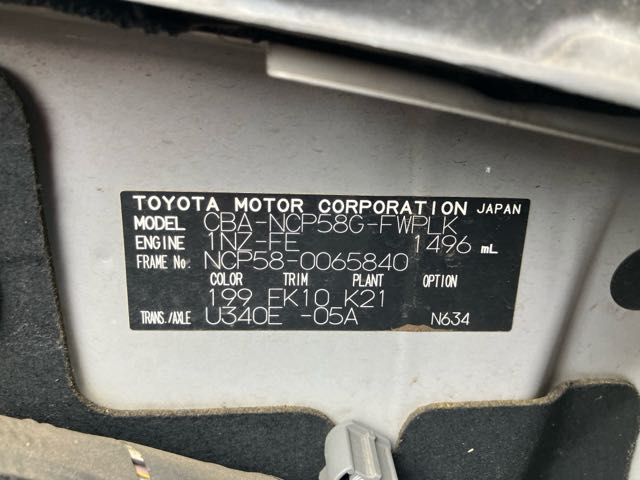 TOYOTA MOTOR CORPORATION JAPAN
MODEL CBA-NCP58G-FWPLK
ENGINE 1NZ-FE 1496 mL
FRAME No. NCP58-0065840
COLOR TRIM PLANT OPTION
199 FK10 K21
TRANS./AXLE U340E -05A N634